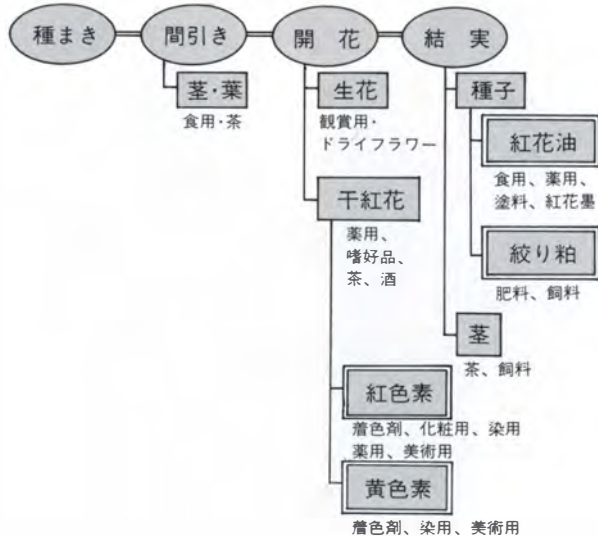 種まき
間引き
開花
結実
茎・葉
食用・茶
生花
観賞用・
ドライフラワー
干紅花
薬用、
嗜好品、
茶、酒
紅色素
着色剤、化粧用、染用
薬用、美術用
黄色素
着色剤、染用、美術用
種子
紅花油
食用、薬用、
塗料、紅花墨
絞り粕
肥料、飼料
茎
茶、飼料